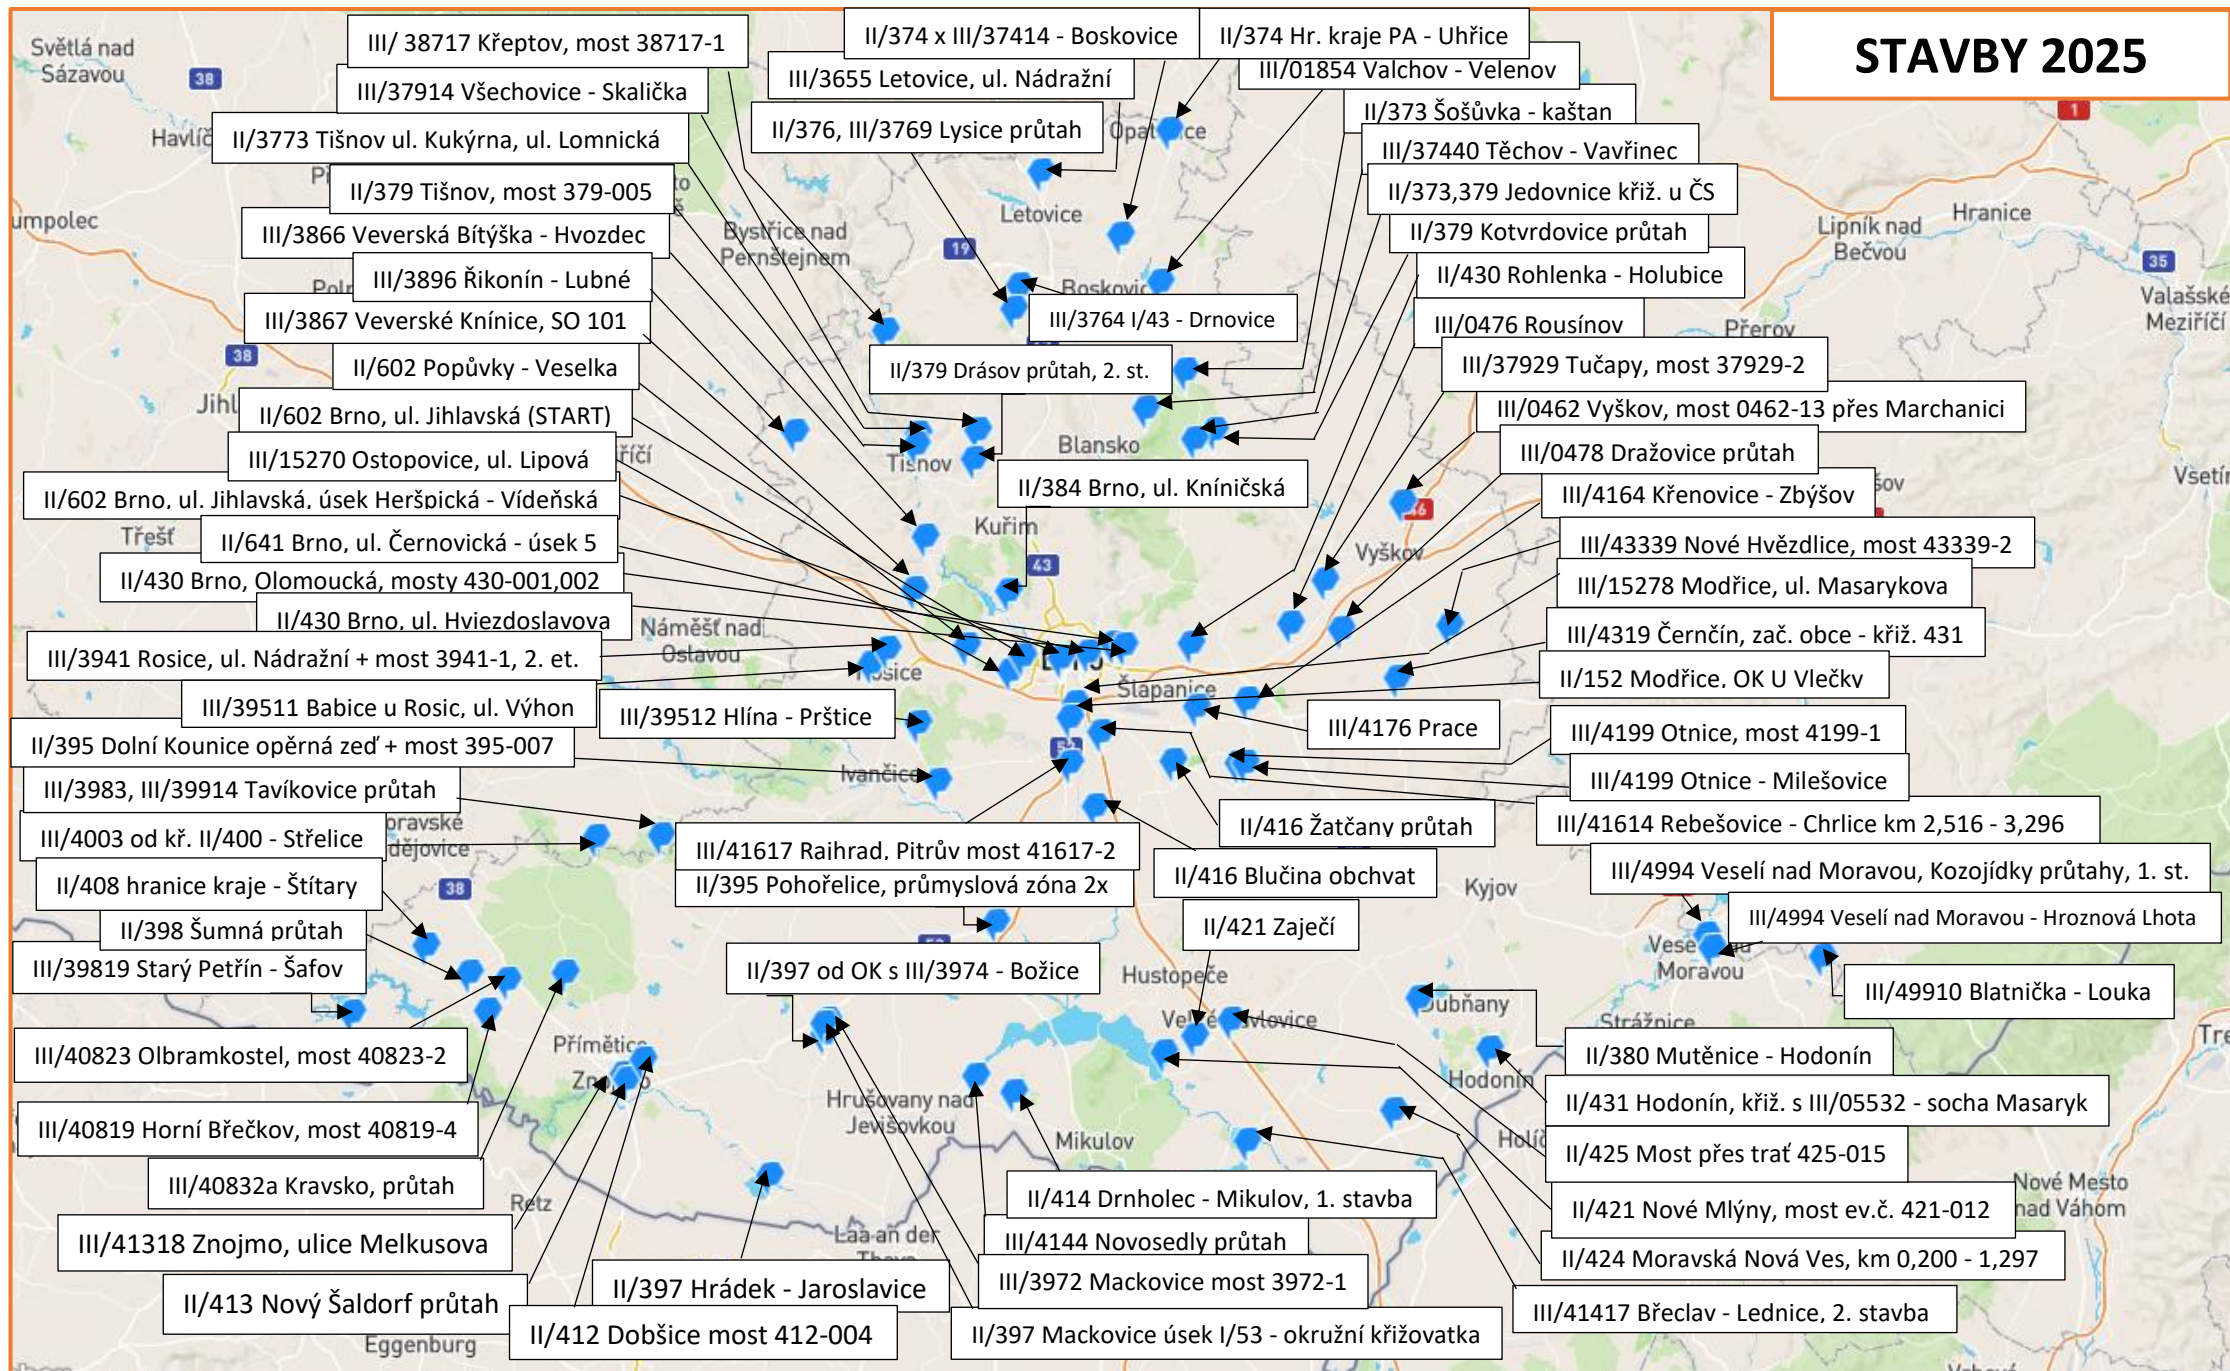 STAVBY 2025
III/ 38717 Křeptov, most 38717-1
II/374 x III/37414 - Boskovice
II/374 Hr. kraje PA - Uhřice
III/37914 Všechovice - Skalička
III/3655 Letovice, ul. Nádražní
III/01854 Valchov - Velenov
II/3773 Tišnov ul. Kukýrna, ul. Lomnická
II/376, III/3769 Lysice průtah
II/373 Šošůvka - kaštan
III/37440 Těchov - Vavřinec
II/379 Tišnov, most 379-005
II/373,379 Jedovnice křiž. u ČS
III/3866 Veverská Bítýška - Hvozdec
II/379 Kotvrdovice průtah
III/3896 Řikonín - Lubné
II/430 Rohlenka - Holubice
III/3867 Veverské Knínice, SO 101
III/3764 I/43 - Drnovice
III/0476 Rousínov
II/602 Popůvky - Veselka
II/379 Drásov průtah, 2. st.
III/37929 Tučapy, most 37929-2
II/602 Brno, ul. Jihlavská (START)
III/0462 Vyškov, most 0462-13 přes Marchanici
III/15270 Ostopovice, ul. Lipová
III/0478 Dražovice průtah
II/602 Brno, ul. Jihlavská, úsek Heršpická - Vídeňská
II/384 Brno, ul. Kníničská
III/4164 Křenovice - Zbýšov
II/641 Brno, ul. Černovická - úsek 5
III/43339 Nové Hvězdlice, most 43339-2
II/430 Brno, Olomoucká, mosty 430-001,002
III/15278 Modřice, ul. Masarykova
II/430 Brno, ul. Hviezdoslavova
III/4319 Černčín, zač. obce - křiž. 431
III/3941 Rosice, ul. Nádražní + most 3941-1, 2. et.
II/152 Modřice, OK U Vlečky
III/39511 Babice u Rosic, ul. Výhon
III/39512 Hlína - Prštice
III/4176 Prace
II/395 Dolní Kounice opěrná zeď + most 395-007
III/4199 Otnice, most 4199-1
III/3983, III/39914 Tavíkovice průtah
III/4199 Otnice - Milešovice
III/4003 od kř. II/400 - Střelice
II/416 Žatčany průtah
III/41614 Rebešovice - Chrlice km 2,516 - 3,296
III/41617 Rajhrad, Pitrův most 41617-2
II/395 Pohořelice, průmyslová zóna 2x
II/416 Blučina obchvat
III/4994 Veselí nad Moravou, Kozojídky průtahy, 1. st.
II/408 hranice kraje - Štítary
III/4994 Veselí nad Moravou - Hroznová Lhota
II/398 Šumná průtah
II/421 Zaječí
III/39819 Starý Petřín - Šafov
II/397 od OK s III/3974 - Božice
III/49910 Blatnička - Louka
III/40823 Olbramkostel, most 40823-2
II/380 Mutěnice - Hodonín
III/40819 Horní Břečkov, most 40819-4
II/431 Hodonín, křiž. s III/05532 - socha Masaryk
II/425 Most přes trať 425-015
III/40832a Kravsko, průtah
II/414 Drnholec - Mikulov, 1. stavba
II/421 Nové Mlýny, most ev.č. 421-012
III/41318 Znojmo, ulice Melkusova
III/4144 Novosedly průtah
II/424 Moravská Nová Ves, km 0,200 - 1,297
II/397 Hrádek - Jaroslavice
III/3972 Mackovice most 3972-1
II/413 Nový Šaldorf průtah
III/41417 Břeclav - Lednice, 2. stavba
II/412 Dobšice most 412-004
II/397 Mackovice úsek I/53 - okružní křižovatka
Světlá nad
Sázavou
38
1
Letovice
Bystřice nad
Pernštejnem
19
Lipník nad
Bečvou
Hranice
35
Valašské
Meziříčí
Přerov
38
Blansko
Tišnov
Třešť
Kuřim
43
Vyškov
Náměšť nad
Oslavou
Šlapanice
Ivančice
38
Kyjov
Hustopeče
Moravou
Strážnice
Přímětice
Hodonín
Hrušovany nad
Jevišovkou
Mikulov
Retz
Laa an der
Nové Mesto
nad Váhom
Eggenburg